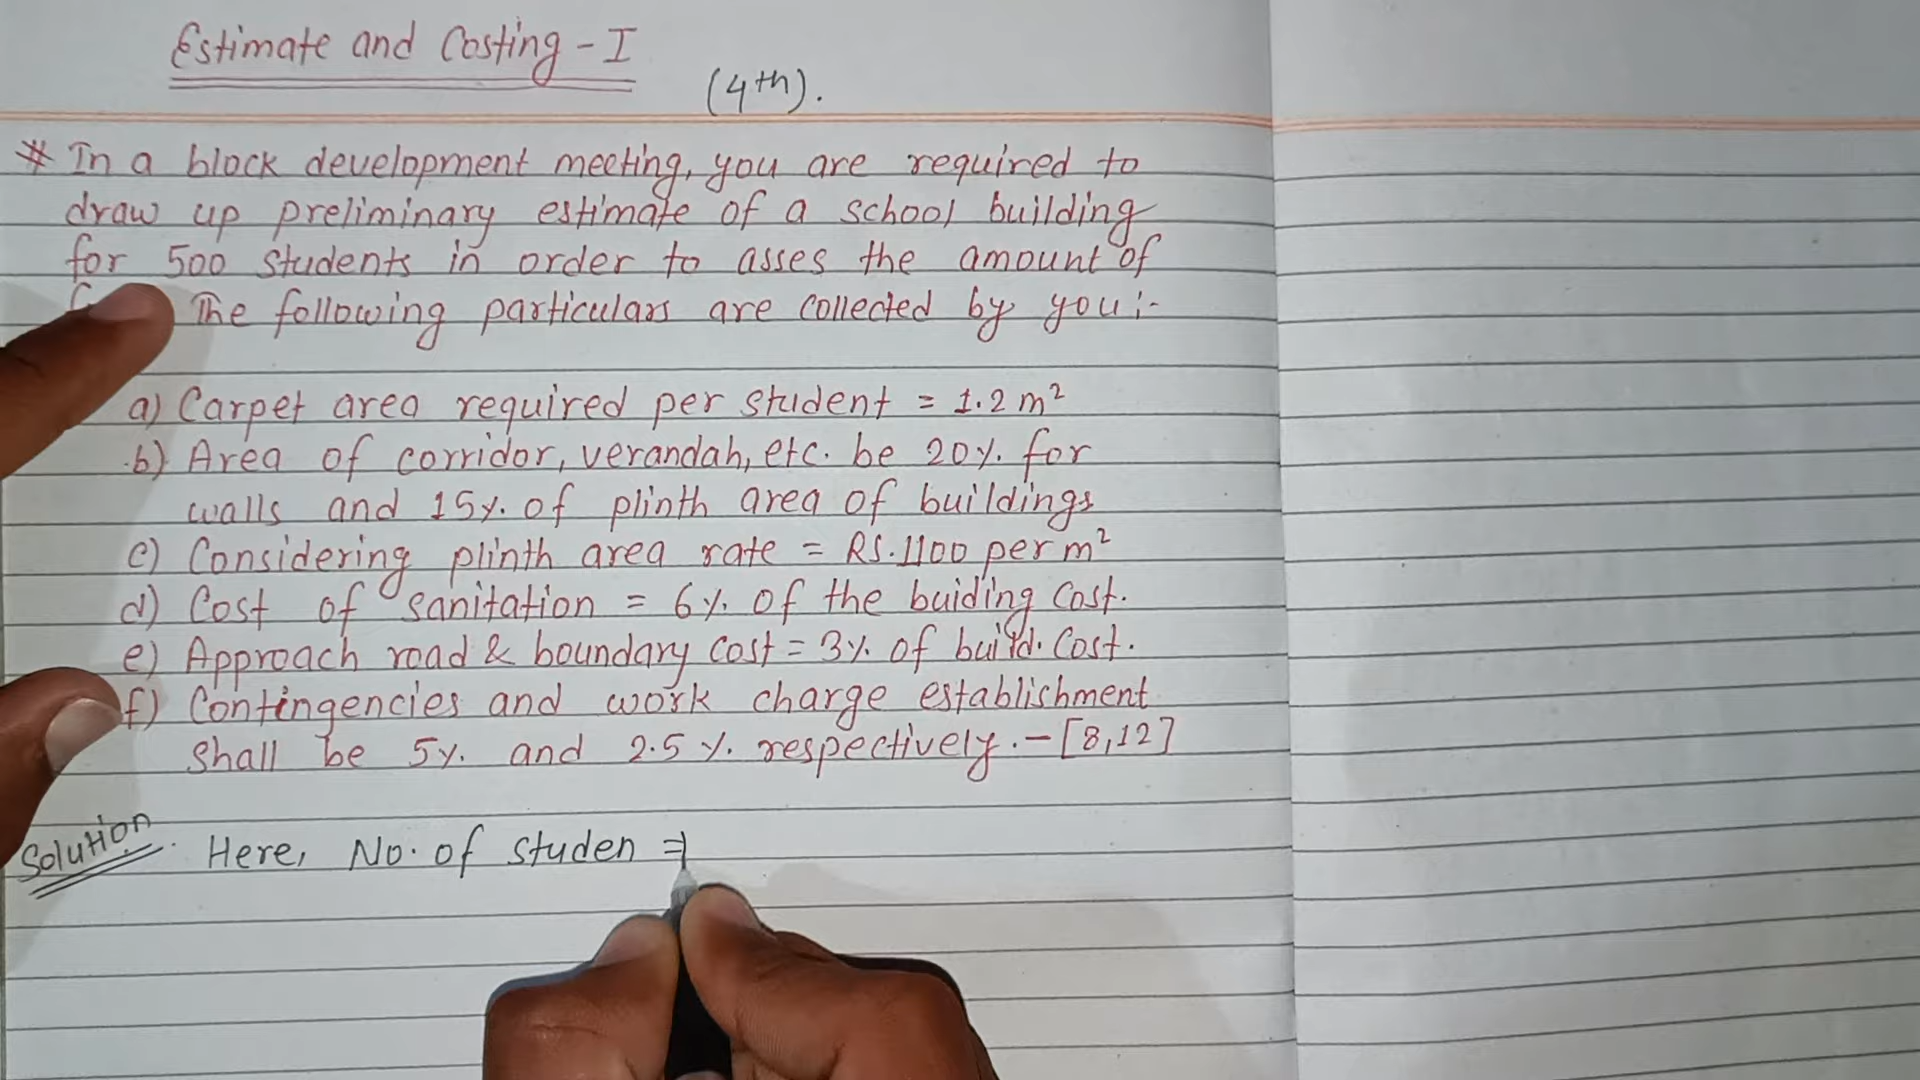 Estimate and Costing - I
(4th).
* In a block development meeting, you are required to
draw up preliminary estimate of a school building
for 500 students in order to asses the amount of
The following particulars are collected by you :-
a) Carpet area required per student = 1.2 m²
b) Area of corridor, verandah, etc. be 20%. for
walls and 15%. of plinth area of buildings
c) Considering plinth area rate = RS. 1100 per m²
d) Cost of sanitation = 6%. of the buiding Cost.
e) Approach road & boundary cost = 3%. of build. Cost.
f) Contingencies and work charge establishment
shall be 5%. and 2.5%. respectively. - [8,12]
Solution. Here, No. of studen =